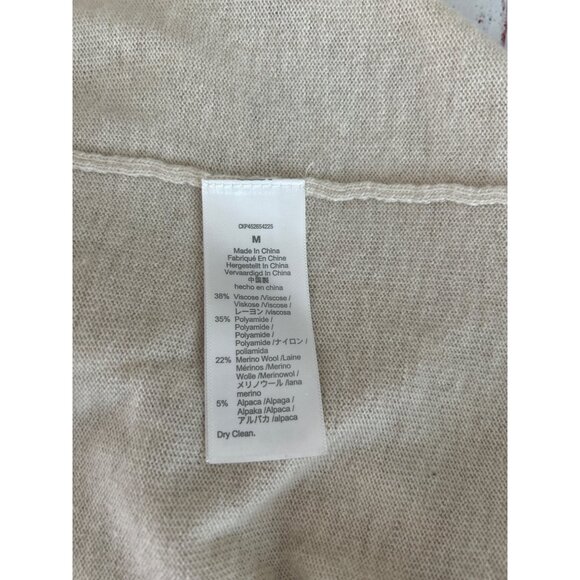 CKP452654225
M
Made In China
Fabriqué En Chine
Hergestellt In China
Vervaardigd In China
中国製
hecho en china
38% Viscose /Viscose /
Viskose /Viscose /
レーヨン /viscosa
35% Polyamide /
Polyamide /
Polyamide /
Polyamide /ナイロン /
poliamida
22% Merino Wool /Laine
Mérinos /Merino
Wolle /Merinowol /
メリノウール /lana
merino
5% Alpaca /Alpaga /
Alpaka /Alpaca /
アルパカ /alpaca
Dry Clean.